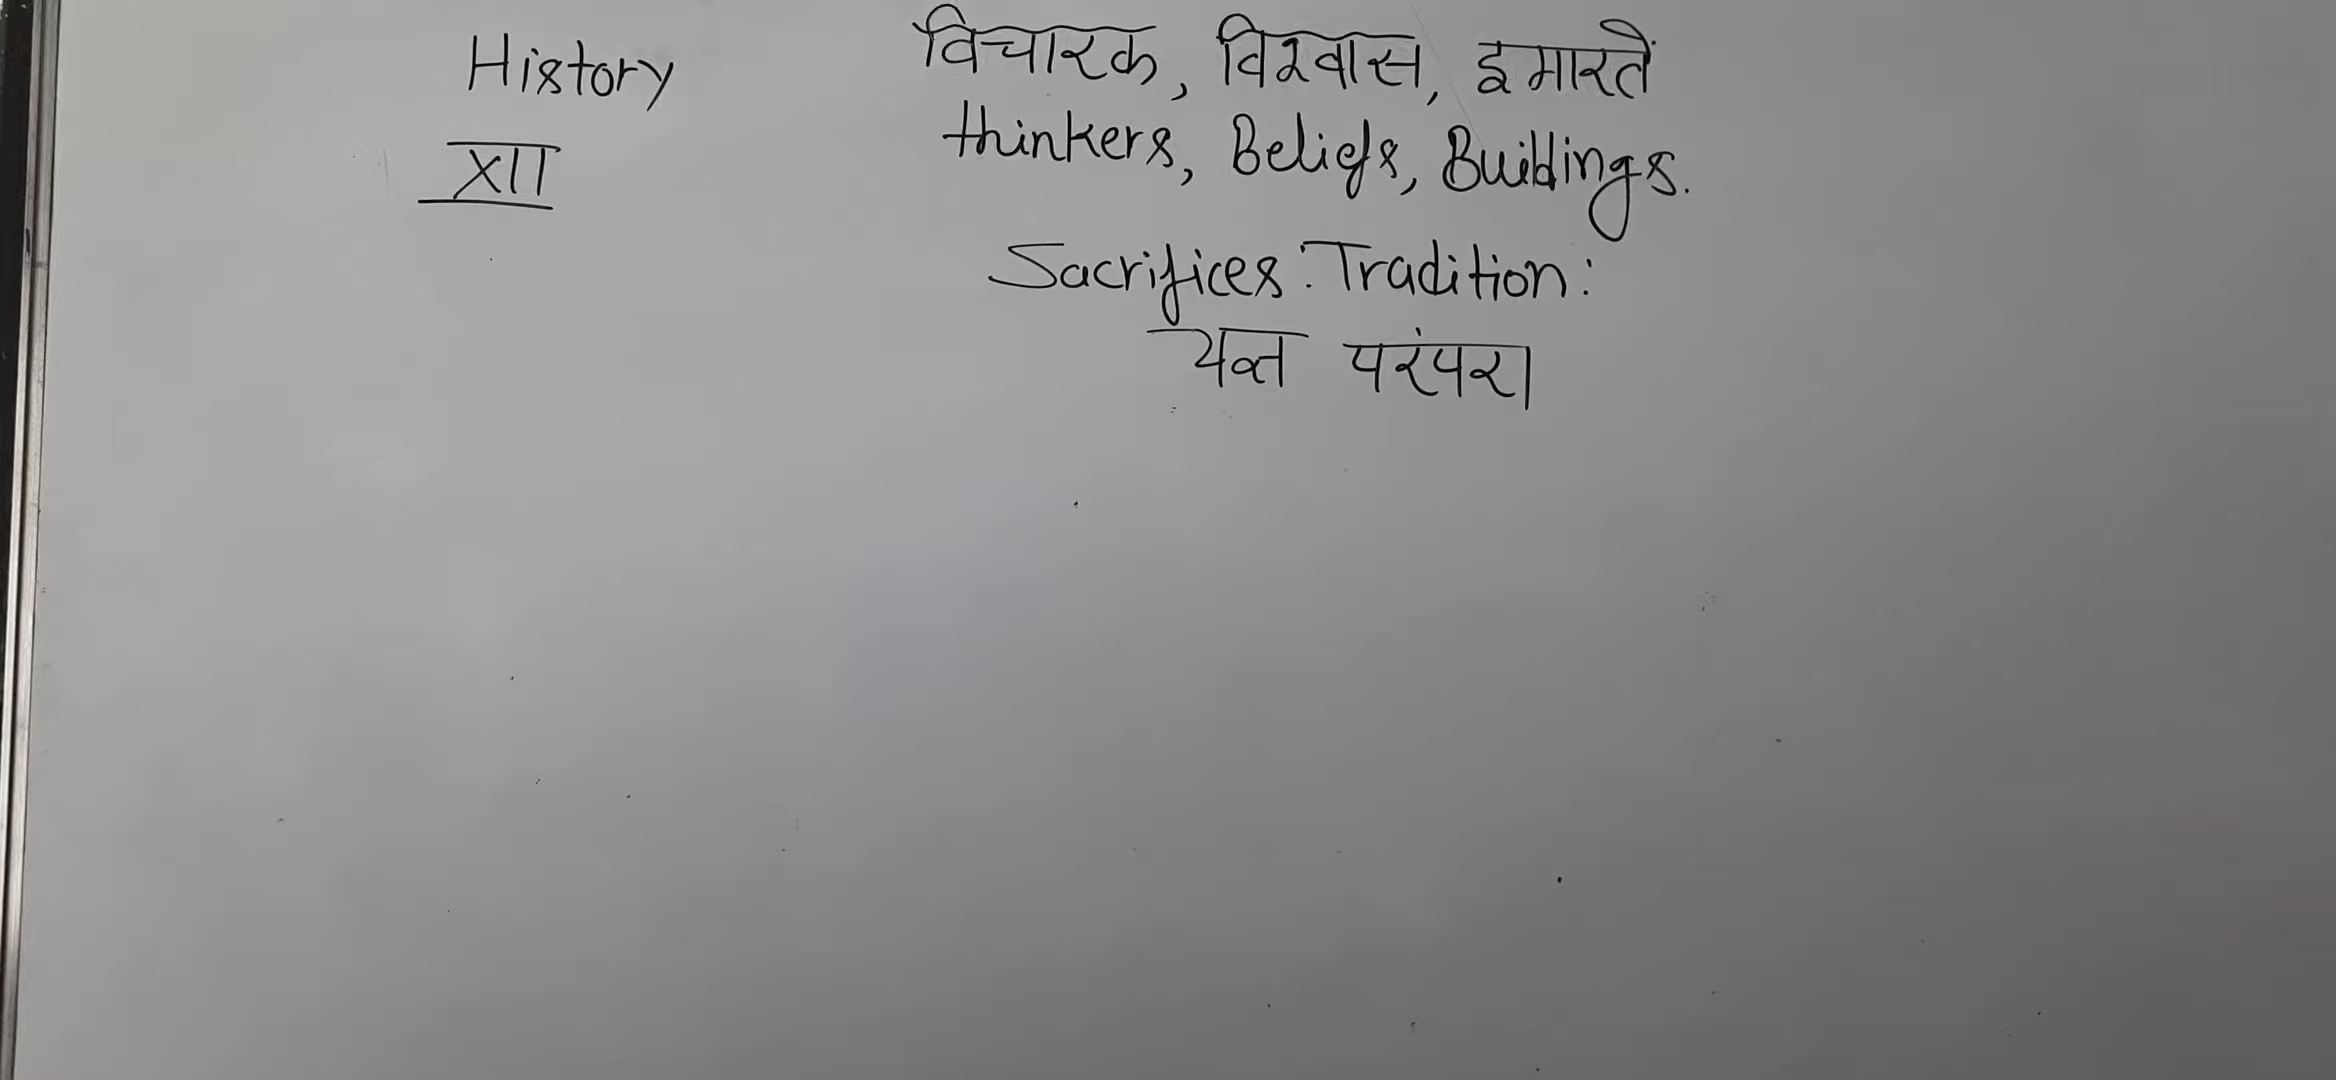 History
XII
विचारक, विश्वास, इमारतें
thinkers, Beliefs, Buildings.
Sacrifices : Tradition :
यज्ञ परंपरा